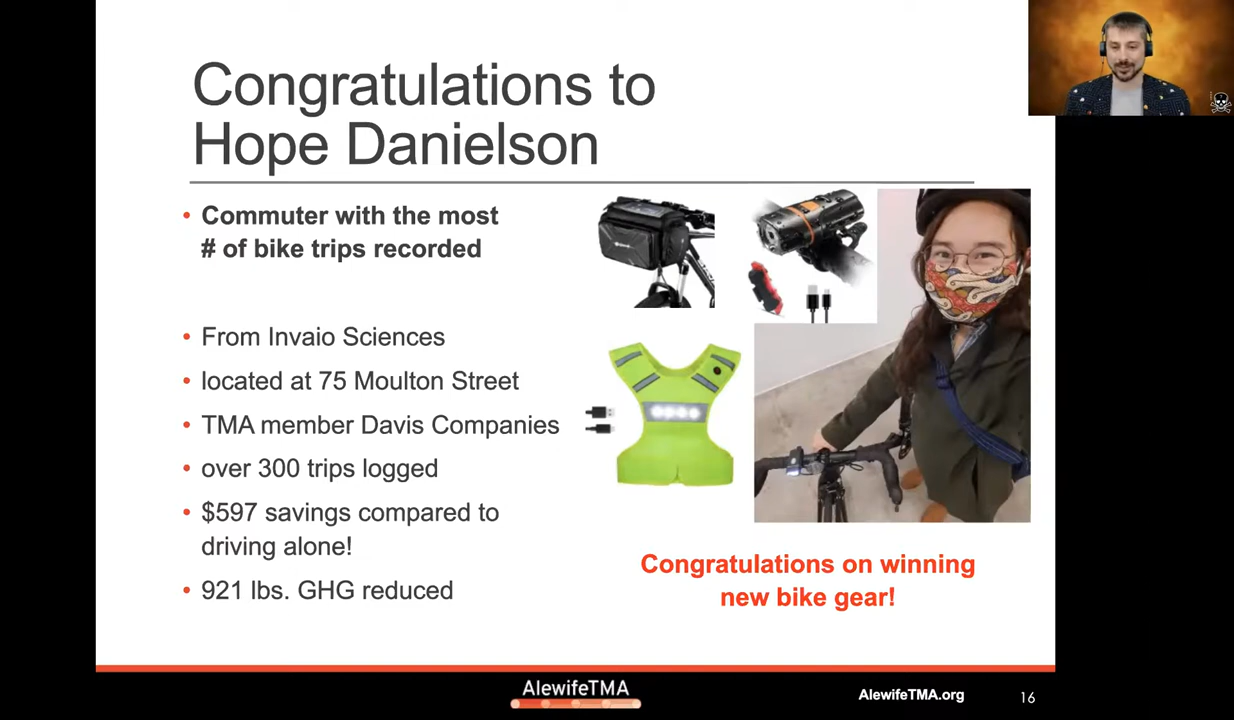 Congratulations to
Hope Danielson
• Commuter with the most
# of bike trips recorded
• From Invaio Sciences
• located at 75 Moulton Street
• TMA member Davis Companies
• over 300 trips logged
• $597 savings compared to
driving alone!
• 921 lbs. GHG reduced
Congratulations on winning
new bike gear!
AlewifeTMA
AlewifeTMA.org
16